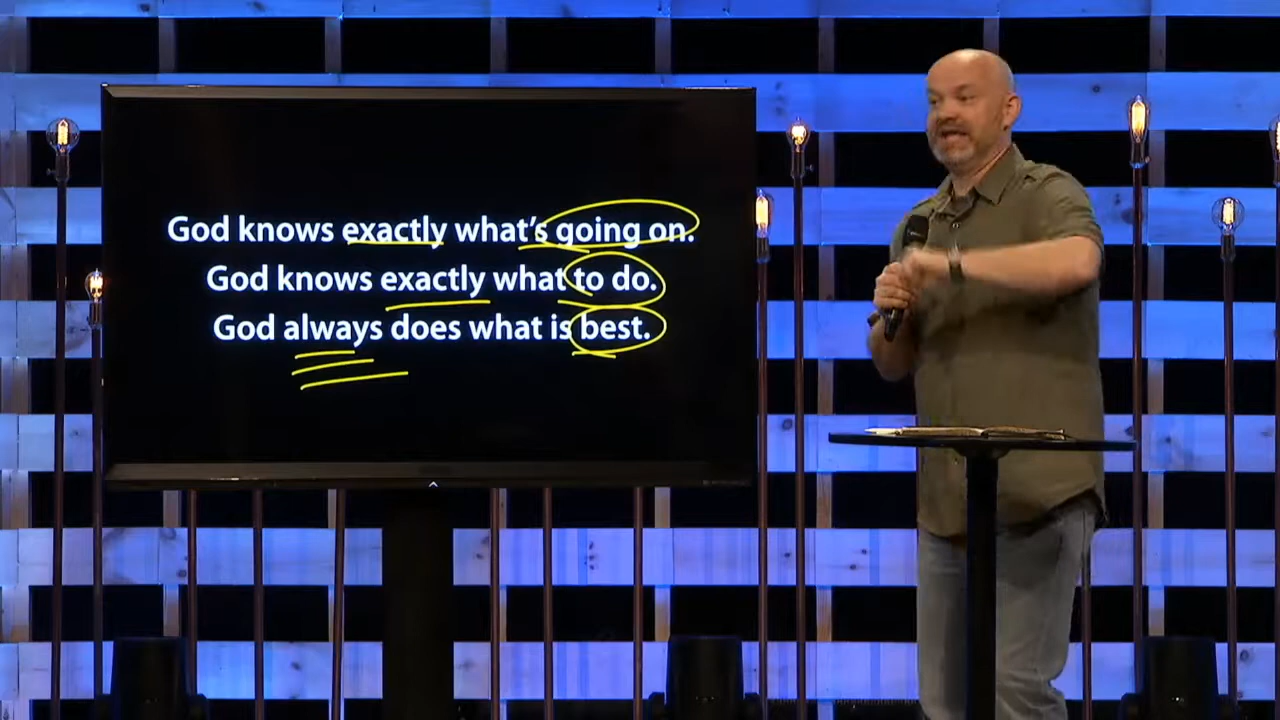 God knows exactly what's going on.
God knows exactly what to do.
God always does what is best.